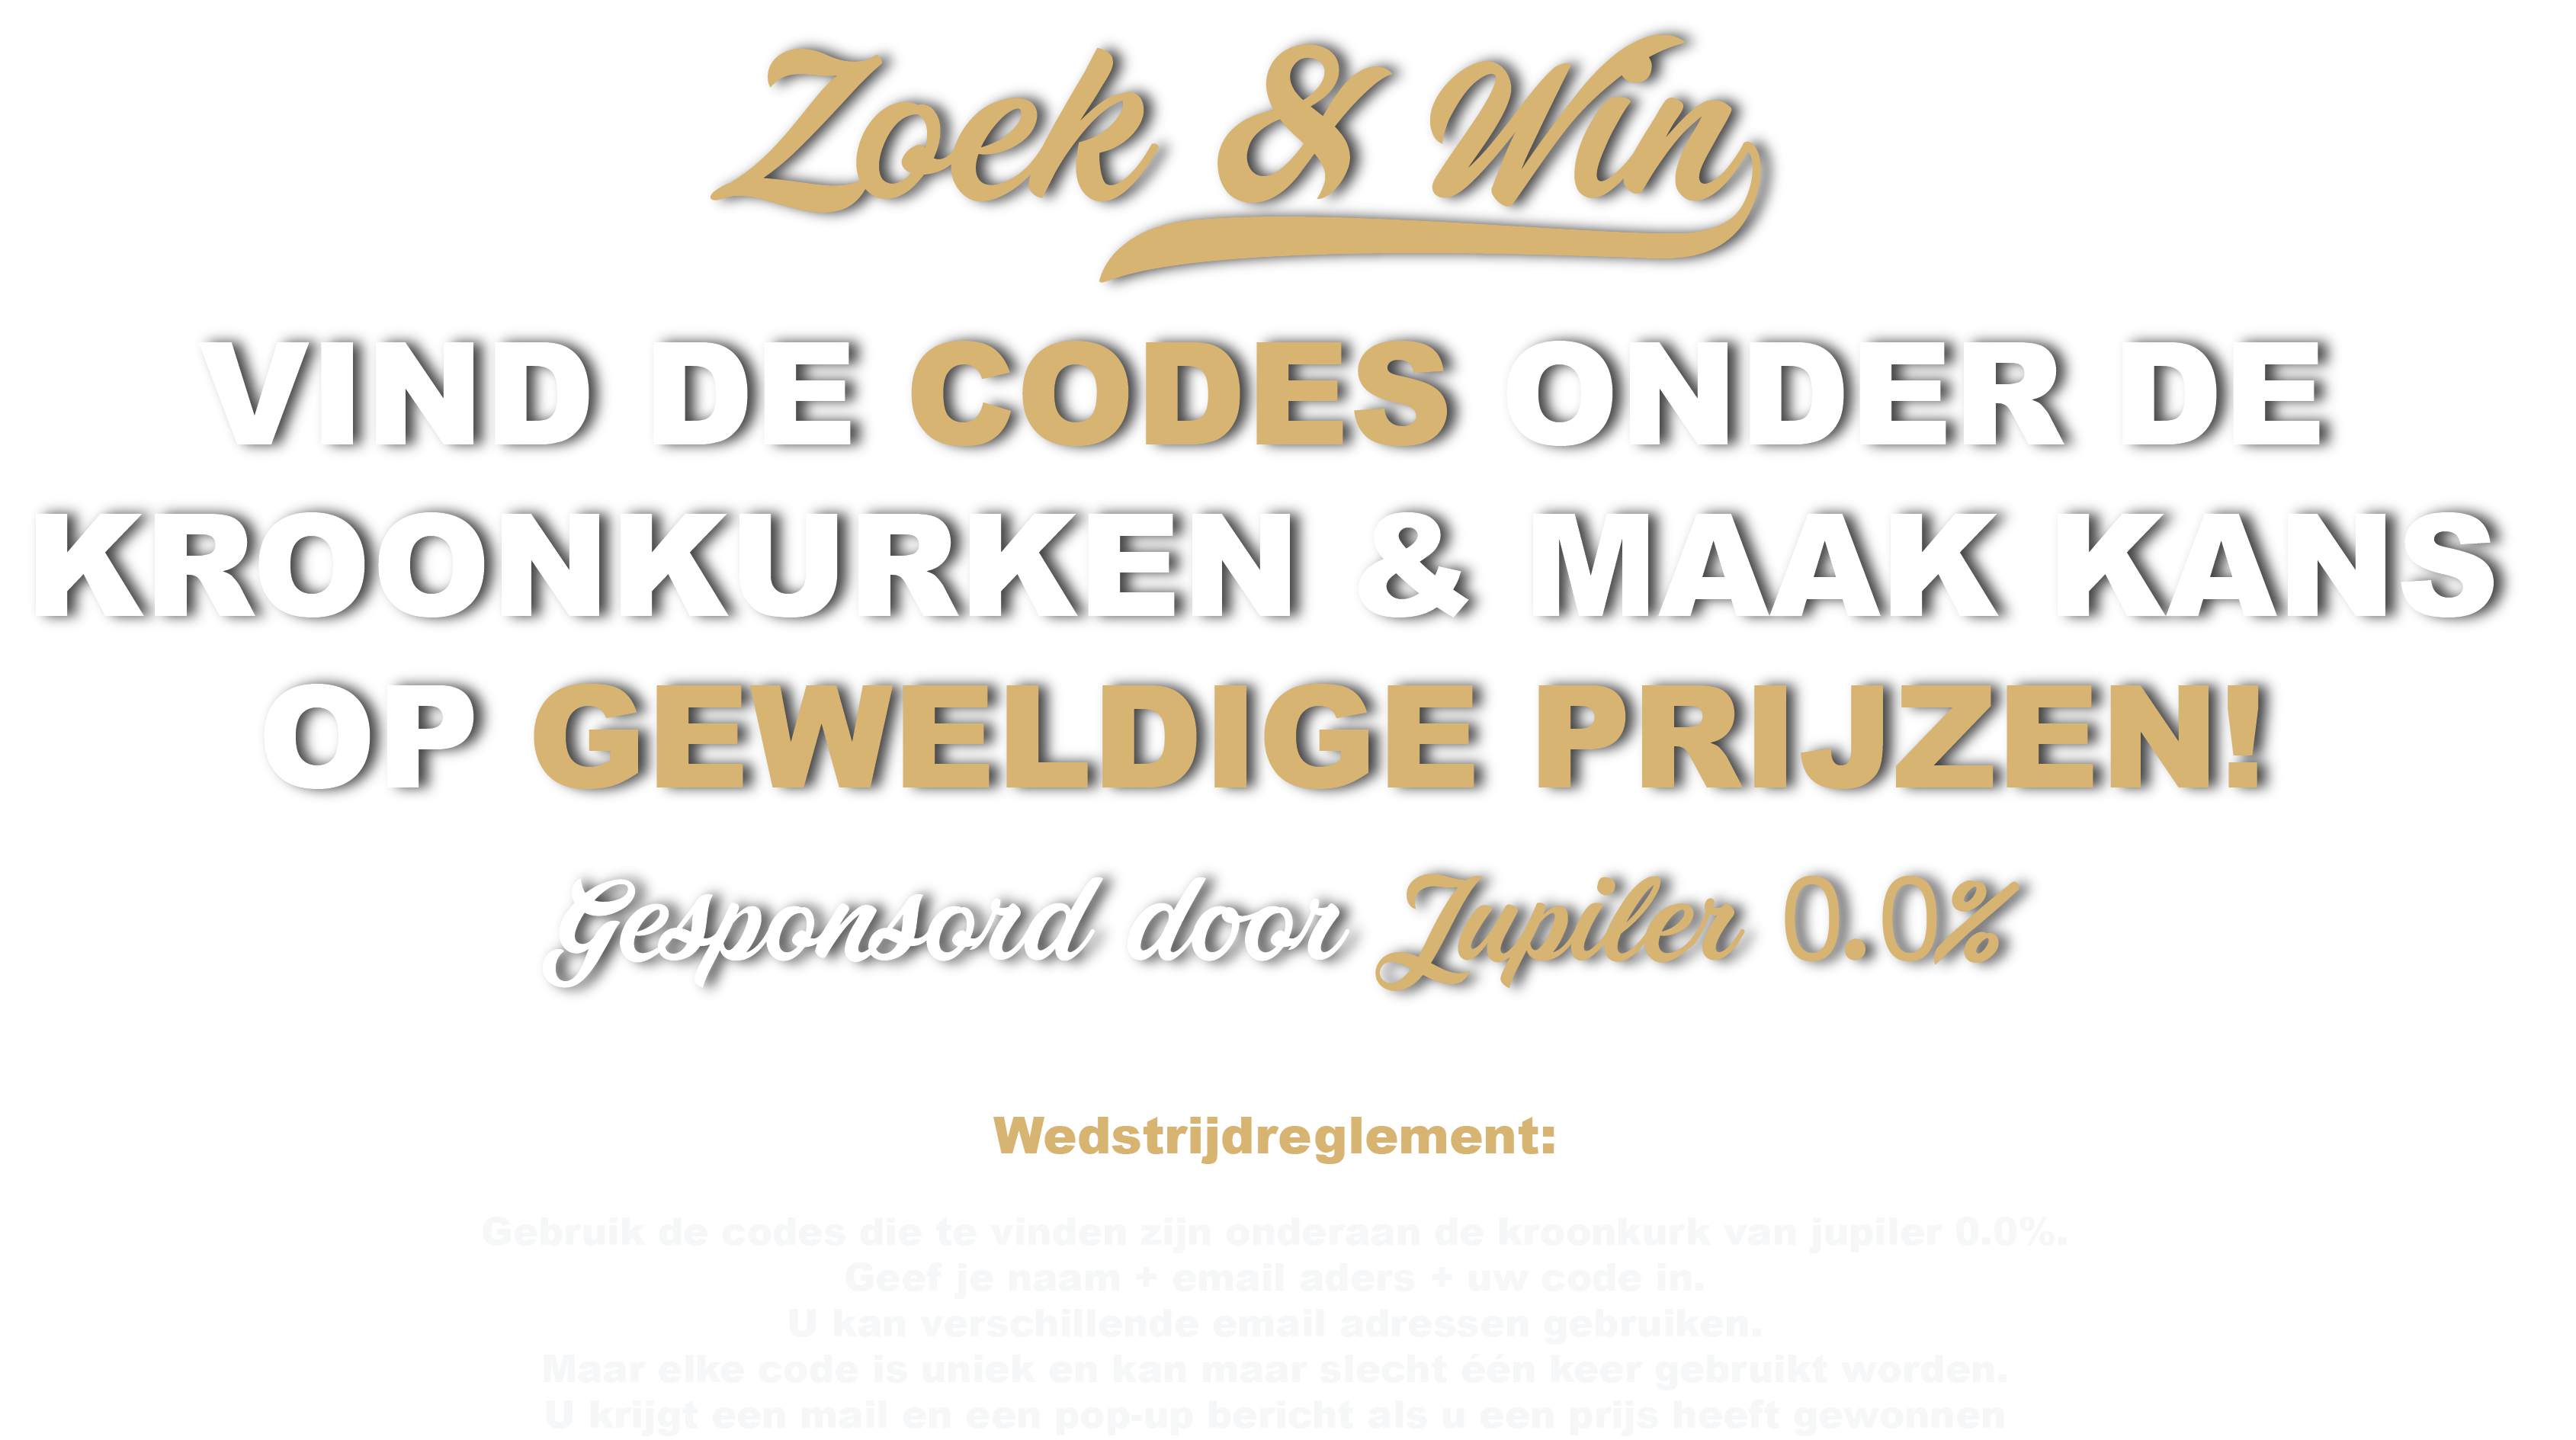 Zoek & Win
VIND DE CODES ONDER DE
KROONKURKEN & MAAK KANS
OP GEWELDIGE PRIJZEN!
Gesponsord door Jupiler 0.0%
Wedstrijdreglement:
Gebruik de codes die te vinden zijn onderaan de kroonkurk van jupiler 0.0%.
Geef je naam + email aders + uw code in.
U kan verschillende email adressen gebruiken.
Maar elke code is uniek en kan maar slecht één keer gebruikt worden.
U krijgt een mail en een pop-up bericht als u een prijs heeft gewonnen